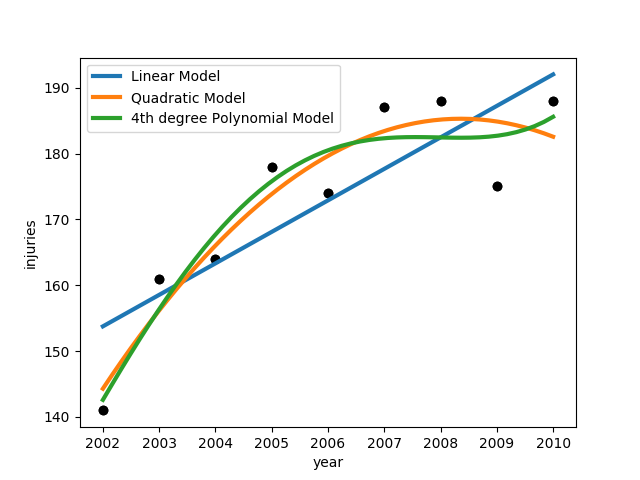 Linear Model
Quadratic Model
4th degree Polynomial Model
190
180
170
160
150
140
injuries
2002 2003 2004 2005 2006 2007 2008 2009 2010
year